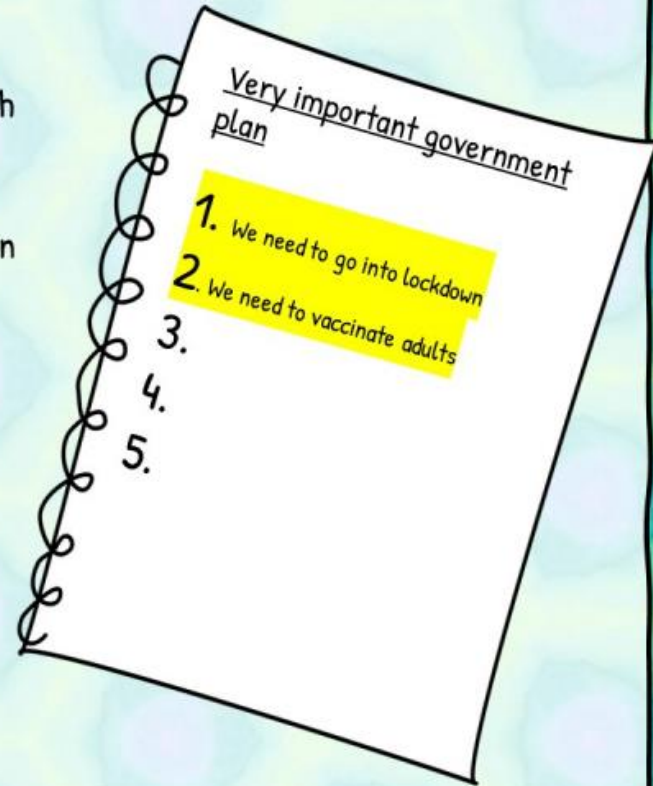 h
n
Very important government
plan
1. We need to go into lockdown
2. We need to vaccinate adults
3.
4.
5.